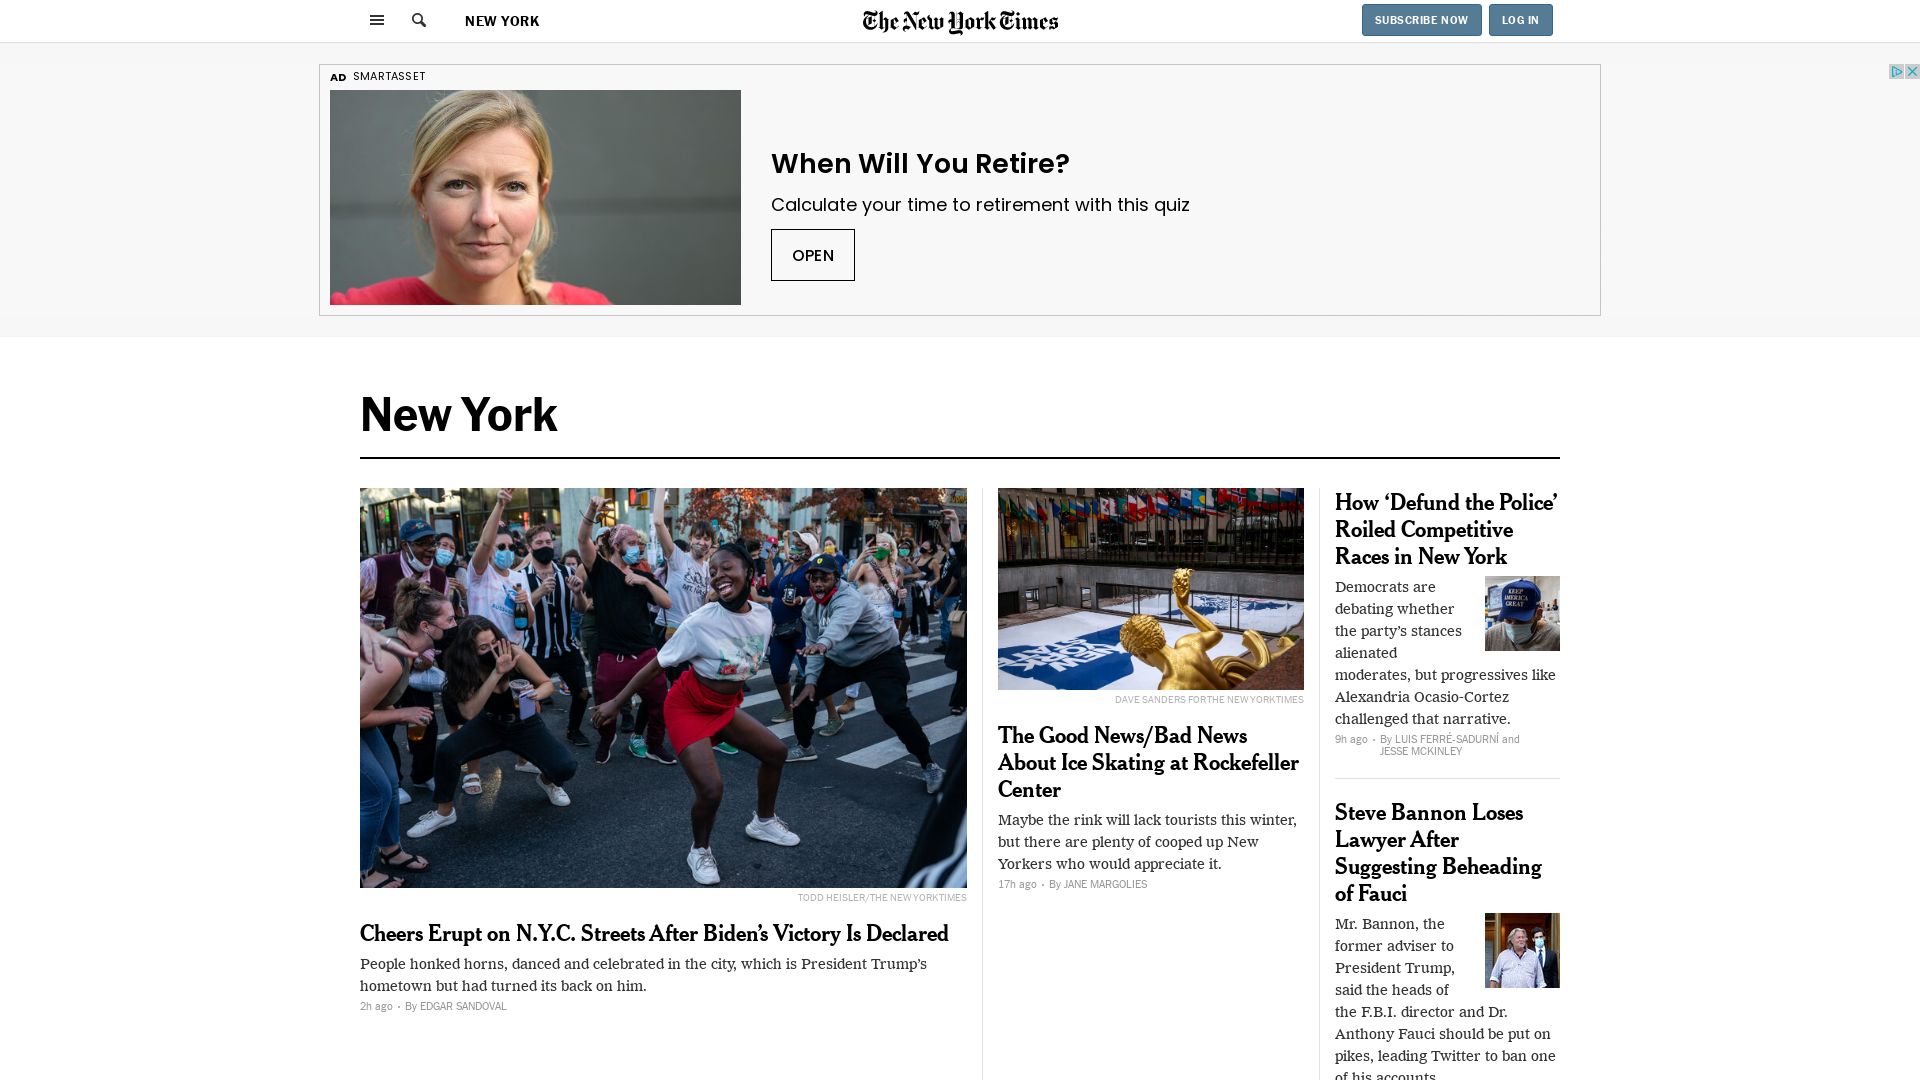 NEW YORK
The New York Times
SUBSCRIBE NOW
LOG IN
AD SMARTASSET
When Will You Retire?
Calculate your time to retirement with this quiz
OPEN
New York
TODD HEISLER/THE NEW YORK TIMES
Cheers Erupt on N.Y.C. Streets After Biden’s Victory Is Declared
People honked horns, danced and celebrated in the city, which is President Trump’s
hometown but had turned its back on him.
2h ago · By EDGAR SANDOVAL
DAVE SANDERS FOR THE NEW YORK TIMES
The Good News/Bad News
About Ice Skating at Rockefeller
Center
Maybe the rink will lack tourists this winter,
but there are plenty of cooped up New
Yorkers who would appreciate it.
17h ago · By JANE MARGOLIES
How ‘Defund the Police’
Roiled Competitive
Races in New York
Democrats are
debating whether
the party’s stances
alienated
moderates, but progressives like
Alexandria Ocasio-Cortez
challenged that narrative.
KEEP
AMERICA
GREAT
9h ago · By LUIS FERRÉ-SADURNÍ and
JESSE MCKINLEY
Steve Bannon Loses
Lawyer After
Suggesting Beheading
of Fauci
Mr. Bannon, the
former adviser to
President Trump,
said the heads of
the F.B.I. director and Dr.
Anthony Fauci should be put on
pikes, leading Twitter to ban one
of his accounts.